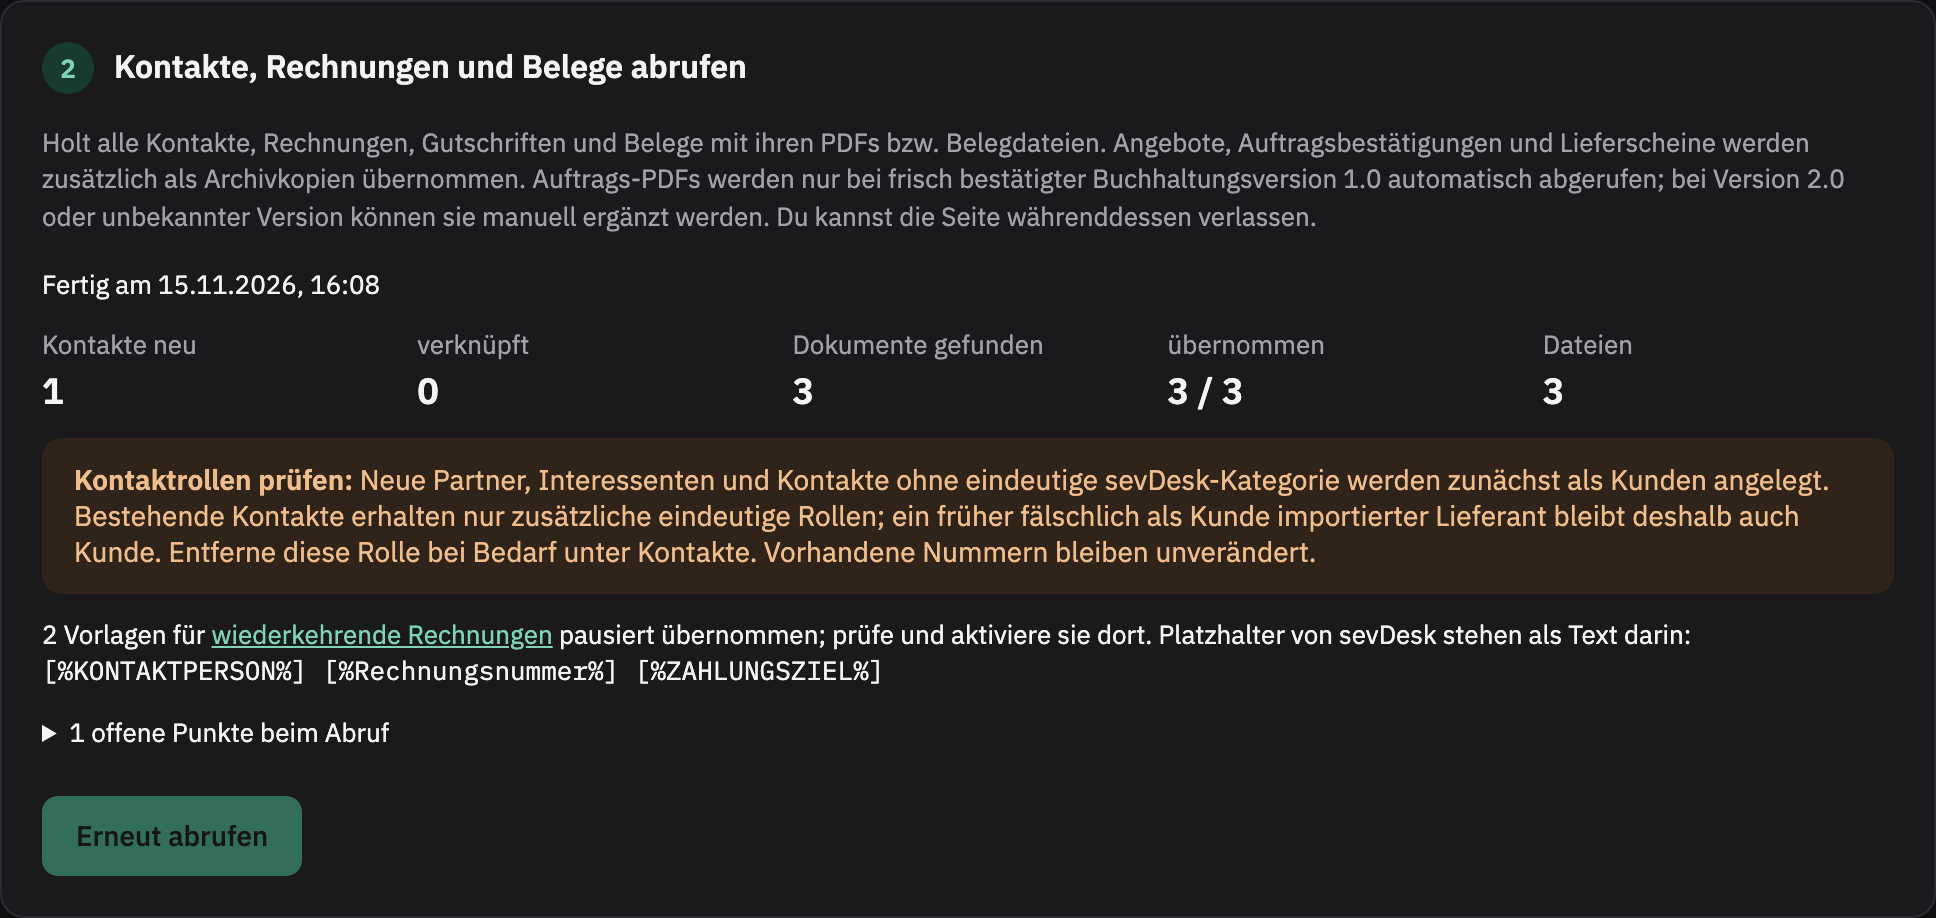 2 Kontakte, Rechnungen und Belege abrufen
Holt alle Kontakte, Rechnungen, Gutschriften und Belege mit ihren PDFs bzw. Belegdateien. Angebote, Auftragsbestätigungen und Lieferscheine werden
zusätzlich als Archivkopien übernommen. Auftrags-PDFs werden nur bei frisch bestätigter Buchhaltungsversion 1.0 automatisch abgerufen; bei Version 2.0
oder unbekannter Version können sie manuell ergänzt werden. Du kannst die Seite währenddessen verlassen.
Fertig am 15.11.2026, 16:08
Kontakte neu verknüpft Dokumente gefunden übernommen Dateien
1 0 3 3 / 3 3
Kontaktrollen prüfen: Neue Partner, Interessenten und Kontakte ohne eindeutige sevDesk-Kategorie werden zunächst als Kunden angelegt.
Bestehende Kontakte erhalten nur zusätzliche eindeutige Rollen; ein früher fälschlich als Kunde importierter Lieferant bleibt deshalb auch
Kunde. Entferne diese Rolle bei Bedarf unter Kontakte. Vorhandene Nummern bleiben unverändert.
2 Vorlagen für wiederkehrende Rechnungen pausiert übernommen; prüfe und aktiviere sie dort. Platzhalter von sevDesk stehen als Text darin:
[%KONTAKTPERSON%] [%Rechnungsnummer%] [%ZAHLUNGSZIEL%]
▶ 1 offene Punkte beim Abruf
Erneut abrufen